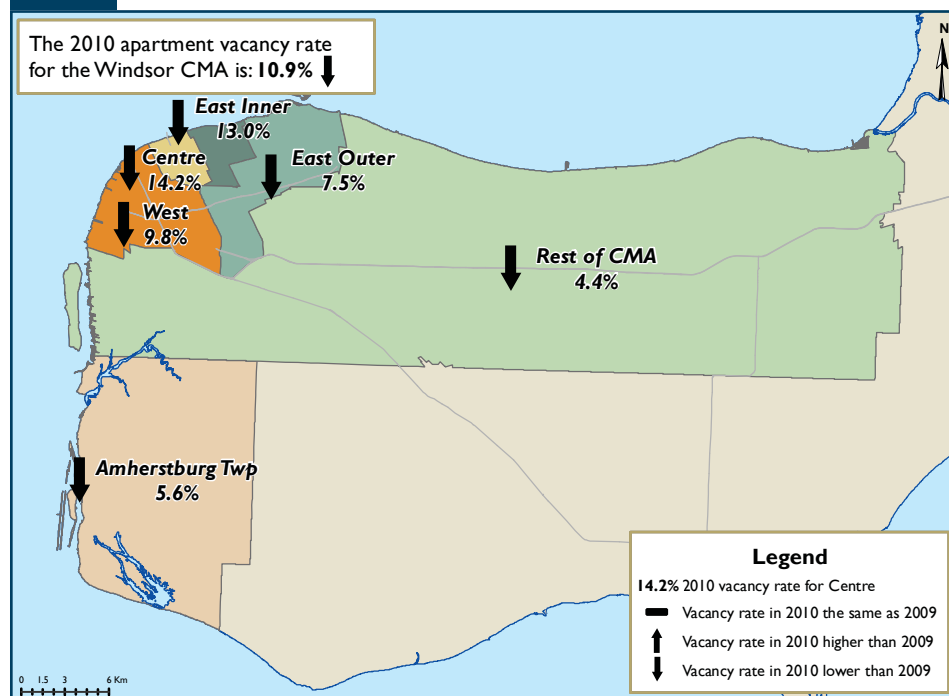 The 2010 apartment vacancy rate
for the Windsor CMA is: 10.9%
N
East Inner
13.0%
Centre
14.2%
East Outer
7.5%
West
9.8%
Rest of CMA
4.4%
Amherstburg Twp
5.6%
Legend
14.2% 2010 vacancy rate for Centre
Vacancy rate in 2010 the same as 2009
Vacancy rate in 2010 higher than 2009
Vacancy rate in 2010 lower than 2009
0 1.5 3 6 Km